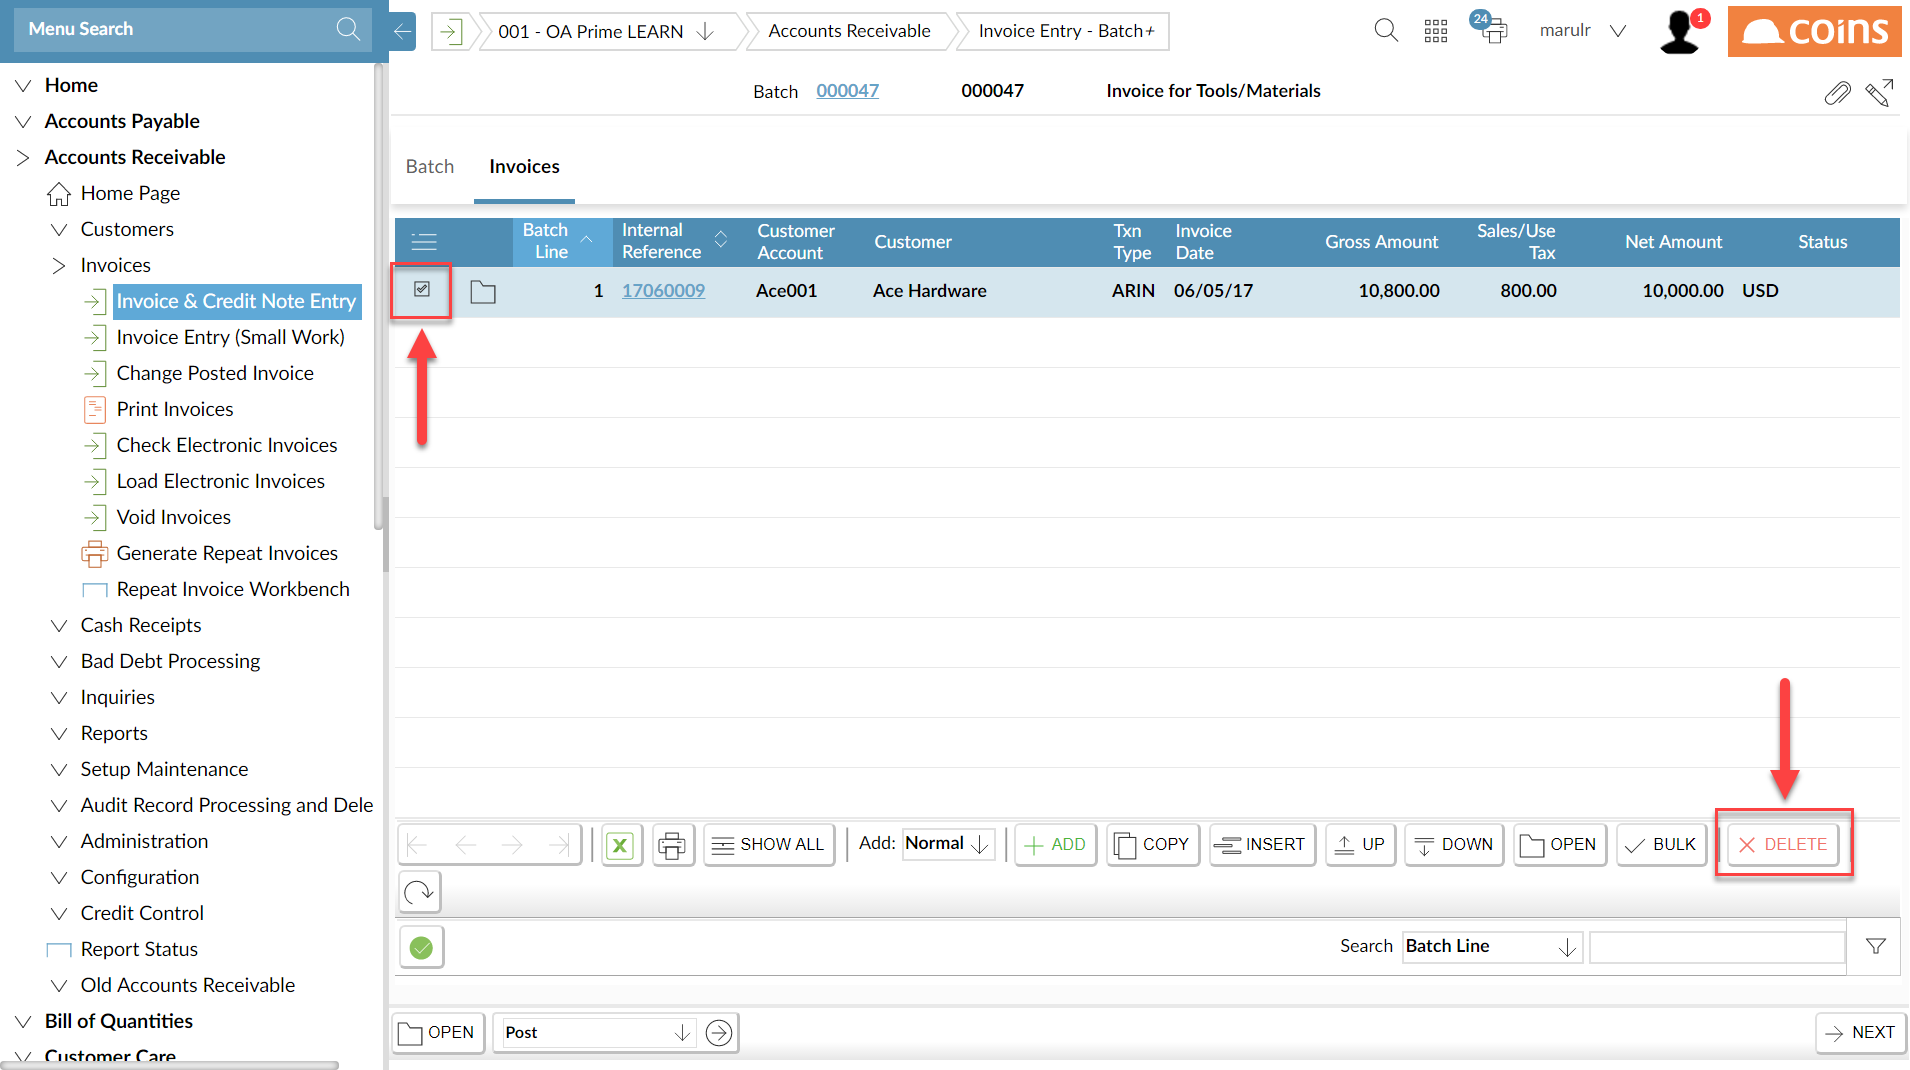 Menu Search
001 - OA Prime LEARN
Accounts Receivable
Invoice Entry - Batch+
24
marulr
1
coins
Batch 000047 000047 Invoice for Tools/Materials
Batch Invoices
Batch Line
Internal Reference
Customer Account
Customer
Txn Type
Invoice Date
Gross Amount
Sales/Use Tax
Net Amount
Status
1 17060009 Ace001 Ace Hardware ARIN 06/05/17 10,800.00 800.00 10,000.00 USD
Home
Accounts Payable
Accounts Receivable
Home Page
Customers
Invoices
Invoice & Credit Note Entry
Invoice Entry (Small Work)
Change Posted Invoice
Print Invoices
Check Electronic Invoices
Load Electronic Invoices
Void Invoices
Generate Repeat Invoices
Repeat Invoice Workbench
Cash Receipts
Bad Debt Processing
Inquiries
Reports
Setup Maintenance
Audit Record Processing and Dele
Administration
Configuration
Credit Control
Report Status
Old Accounts Receivable
Bill of Quantities
Customer Care
X SHOW ALL Add: Normal ADD COPY INSERT UP DOWN OPEN BULK DELETE
Search Batch Line
OPEN Post NEXT